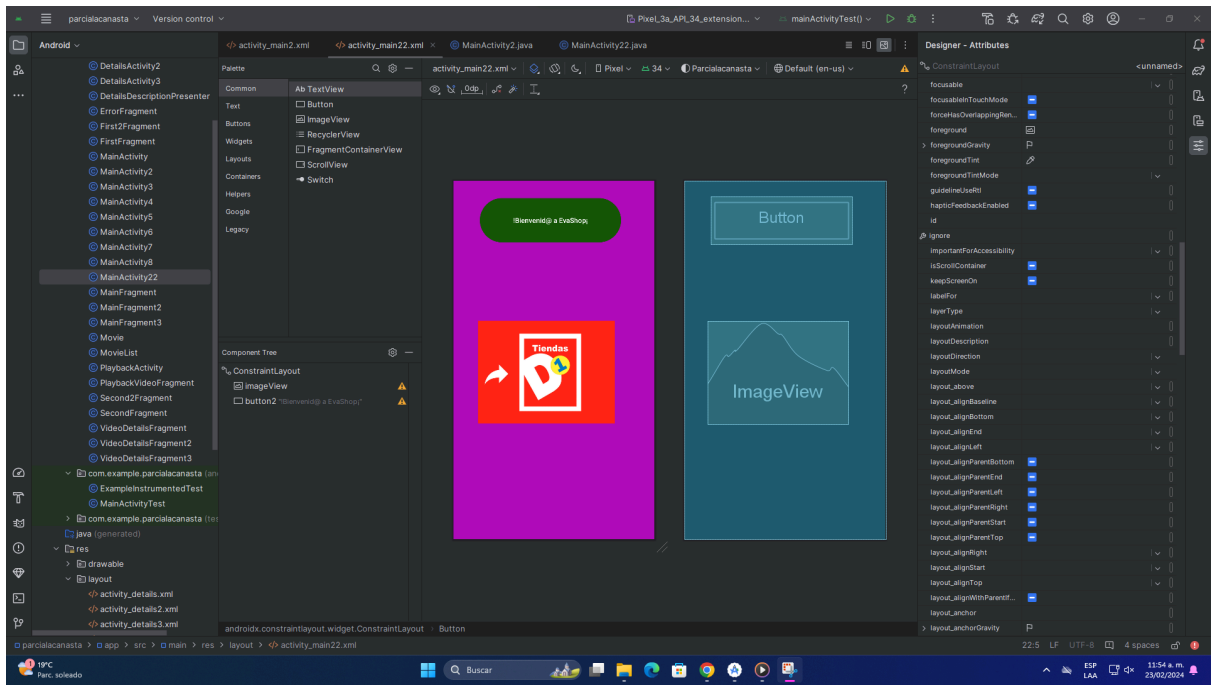 parcialacanasta
Version control
Pixel_3a_API_34_extension...
mainActivityTest()
Android
activity_main2.xml
activity_main22.xml
MainActivity2.java
MainActivity22.java
Designer - Attributes
DetailsActivity2
DetailsActivity3
DetailsDescriptionPresenter
ErrorFragment
First2Fragment
FirstFragment
MainActivity
MainActivity2
MainActivity3
MainActivity4
MainActivity5
MainActivity6
MainActivity7
MainActivity8
MainActivity22
MainFragment
MainFragment2
MainFragment3
Movie
MovieList
PlaybackActivity
PlaybackVideoFragment
Second2Fragment
SecondFragment
VideoDetailsFragment
VideoDetailsFragment2
VideoDetailsFragment3
com.example.parcialacanasta (an
ExampleInstrumentedTest
MainActivityTest
com.example.parcialacanasta (tes
java (generated)
res
drawable
layout
activity_details.xml
activity_details2.xml
activity_details3.xml
Palette
Common
Text
Buttons
Widgets
Layouts
Containers
Helpers
Google
Legacy
Ab TextView
Button
ImageView
RecyclerView
FragmentContainerView
ScrollView
Switch
Component Tree
ConstraintLayout
imageView
button2 "!Bienvenid@ a EvaShop¡"
activity_main22.xml
Pixel
34
Parcialacanasta
Default (en-us)
0dp
?
!Bienvenid@ a EvaShop¡
Tiendas
D1
Button
ImageView
androidx.constraintlayout.widget.ConstraintLayout › Button
ConstraintLayout
<unnamed>
focusable
focusableInTouchMode
forceHasOverlappingRen...
foreground
foregroundGravity
foregroundTint
foregroundTintMode
guidelineUseRtl
hapticFeedbackEnabled
id
ignore
importantForAccessibility
isScrollContainer
keepScreenOn
labelFor
layerType
layoutAnimation
layoutDescription
layoutDirection
layoutMode
layout_above
layout_alignBaseline
layout_alignBottom
layout_alignEnd
layout_alignLeft
layout_alignParentBottom
layout_alignParentEnd
layout_alignParentLeft
layout_alignParentRight
layout_alignParentStart
layout_alignParentTop
layout_alignRight
layout_alignStart
layout_alignTop
layout_alignWithParentIf...
layout_anchor
layout_anchorGravity
parcialacanasta > app > src > main > res > layout > activity_main22.xml
22:5 LF UTF-8 4 spaces
1
19°C
Parc. soleado
Buscar
ESP
LAA
11:54 a. m.
23/02/2024